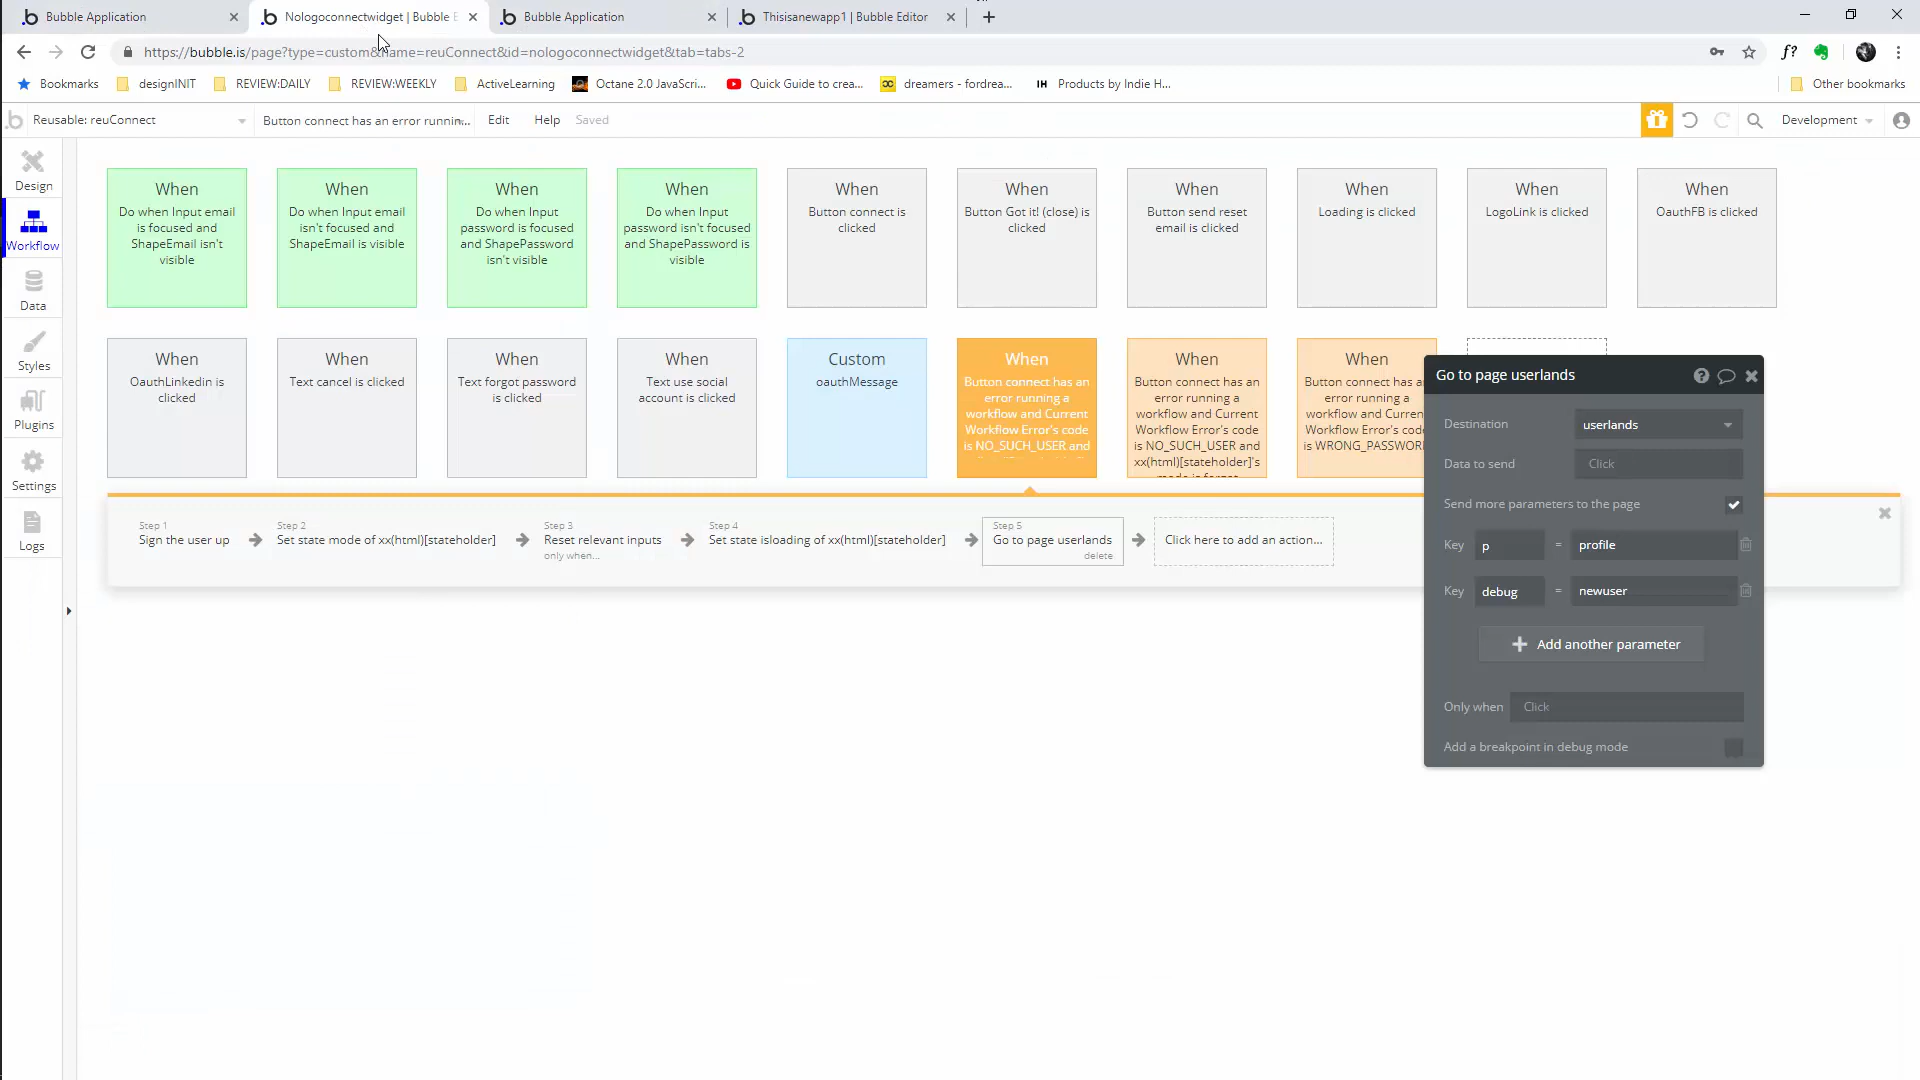 Bubble Application
Nologoconnectwidget | Bubble E
Bubble Application
Thisisanewapp1 | Bubble Editor
https://bubble.is/page?type=custom&name=reuConnect&id=nologoconnectwidget&tab=tabs-2
f?
Bookmarks
designINIT
REVIEW:DAILY
REVIEW:WEEKLY
ActiveLearning
Octane 2.0 JavaScri...
Quick Guide to crea...
dreamers - fordrea...
IH Products by Indie H...
Other bookmarks
Reusable: reuConnect
Button connect has an error runnin...
Edit
Help
Saved
Development
Design
Workflow
Data
Styles
Plugins
Settings
Logs
When
Do when Input email
is focused and
ShapeEmail isn't
visible
When
Do when Input email
isn't focused and
ShapeEmail is visible
When
Do when Input
password is focused
and ShapePassword
isn't visible
When
Do when Input
password isn't focused
and ShapePassword is
visible
When
Button connect is
clicked
When
Button Got it! (close) is
clicked
When
Button send reset
email is clicked
When
Loading is clicked
When
LogoLink is clicked
When
OauthFB is clicked
When
OauthLinkedin is
clicked
When
Text cancel is clicked
When
Text forgot password
is clicked
When
Text use social
account is clicked
Custom
oauthMessage
When
Button connect has an
error running a
workflow and Current
Workflow Error's code
is NO_SUCH_USER and
When
Button connect has an
error running a
workflow and Current
Workflow Error's code
is NO_SUCH_USER and
xx(html)[stateholder]'s
When
Button connect has an
error running a
workflow and Current
Workflow Error's code
is WRONG_PASSWORD
Step 1
Sign the user up
Step 2
Set state mode of xx(html)[stateholder]
Step 3
Reset relevant inputs
only when...
Step 4
Set state isloading of xx(html)[stateholder]
Step 5
Go to page userlands
delete
Click here to add an action...
Go to page userlands
Destination
userlands
Data to send
Click
Send more parameters to the page
Key p = profile
Key debug = newuser
Add another parameter
Only when
Click
Add a breakpoint in debug mode